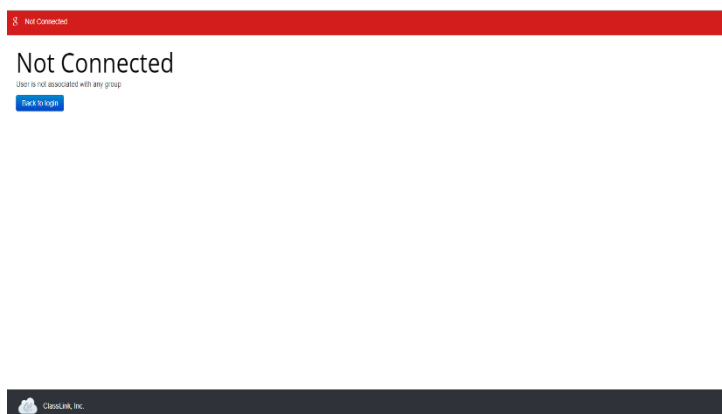 Not Connected
Not Connected
User is not associated with any group
Back to login
ClassLink, Inc.